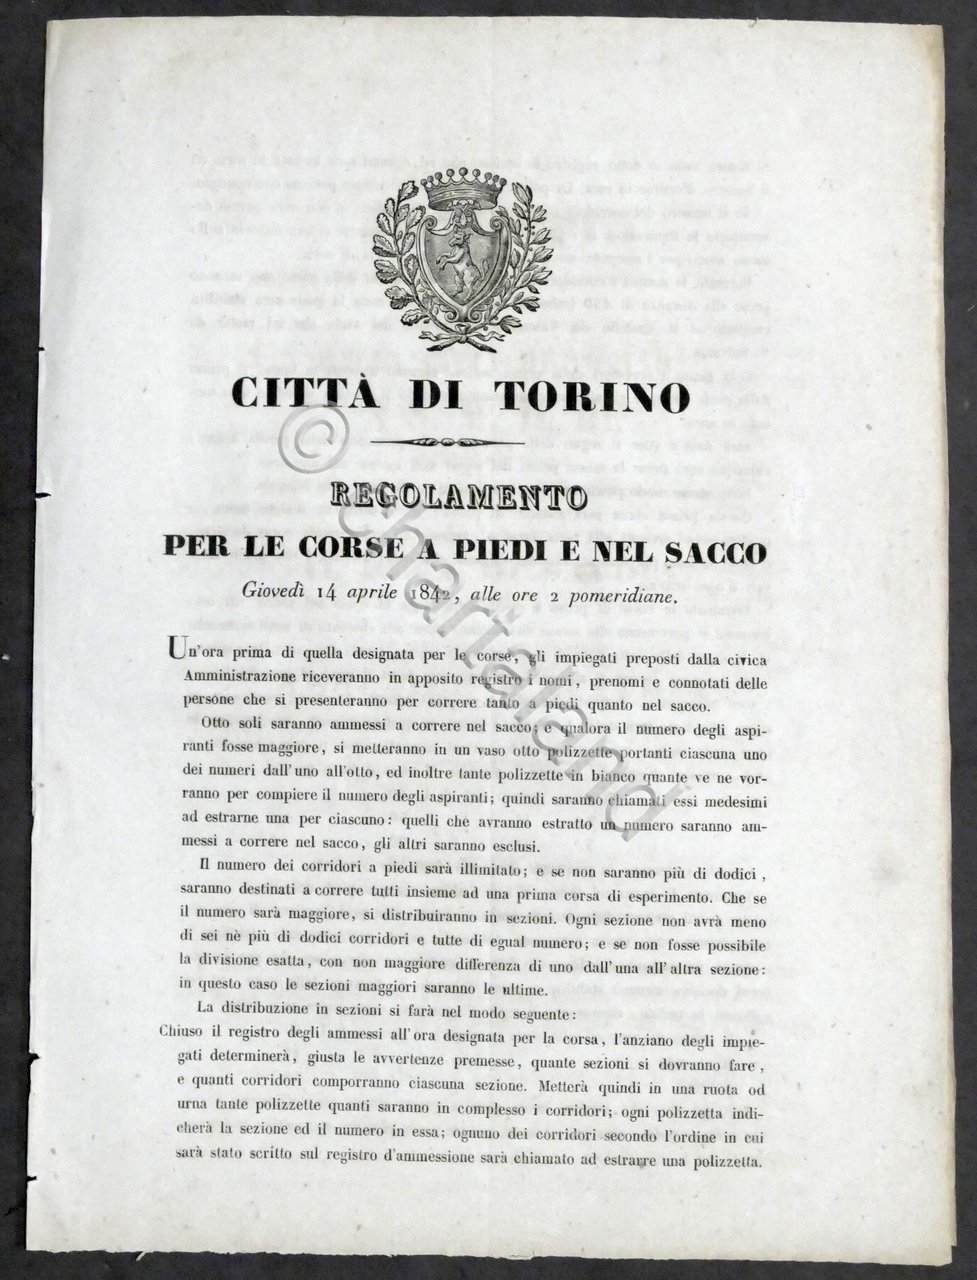 CITTÀ DI TORINO
REGOLAMENTO
PER LE CORSE A PIEDI E NEL SACCO
Giovedì 14 aprile 1842, alle ore 2 pomeridiane.
Un'ora prima di quella designata per le corse, gli impiegati preposti dalla civica
Amministrazione riceveranno in apposito registro i nomi, prenomi e connotati delle
persone che si presenteranno per correre tanto a piedi quanto nel sacco.
Otto soli saranno ammessi a correre nel sacco; e qualora il numero degli aspi-
ranti fosse maggiore, si metteranno in un vaso otto polizzette portanti ciascuna uno
dei numeri dall'uno all'otto, ed inoltre tante polizzette in bianco quante ve ne vor-
ranno per compiere il numero degli aspiranti; quindi saranno chiamati essi medesimi
ad estrarne una per ciascuno: quelli che avranno estratto un numero saranno am-
messi a correre nel sacco, gli altri saranno esclusi.
Il numero dei corridori a piedi sarà illimitato; e se non saranno più di dodici,
saranno destinati a correre tutti insieme ad una prima corsa di esperimento. Che se
il numero sarà maggiore, si distribuiranno in sezioni. Ogni sezione non avrà meno
di sei nè più di dodici corridori e tutte di egual numero; e se non fosse possibile
la divisione esatta, con non maggiore differenza di uno dall'una all'altra sezione:
in questo caso le sezioni maggiori saranno le ultime.
La distribuzione in sezioni si farà nel modo seguente:
Chiuso il registro degli ammessi all'ora designata per la corsa, l'anziano degli impie-
gati determinerà, giusta le avvertenze premesse, quante sezioni si dovranno fare,
e quanti corridori comporranno ciascuna sezione. Metterà quindi in una ruota od
urna tante polizzette quanti saranno in complesso i corridori; ogni polizzetta indi-
cherà la sezione ed il numero in essa; ognuno dei corridori secondo l'ordine in cui
sarà stato scritto sul registro d'ammessione sarà chiamato ad estrarre una polizzetta.
© chartaland